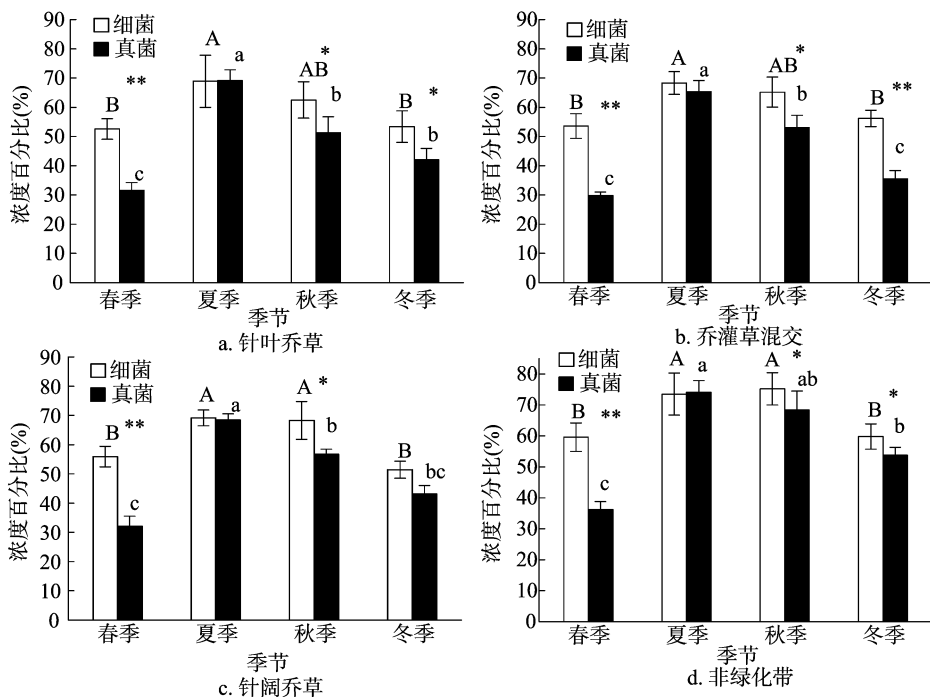 90
80
70
60
50
40
30
20
10
0
浓度百分比(%)
细菌
真菌
B
**
c
A
a
AB
*
b
B
*
b
春季
夏季
秋季
冬季
季节
a. 针叶乔草
90
80
70
60
50
40
30
20
10
0
浓度百分比(%)
细菌
真菌
B
**
c
A
a
AB
*
b
B
**
c
春季
夏季
秋季
冬季
季节
b. 乔灌草混交
90
80
70
60
50
40
30
20
10
0
浓度百分比(%)
细菌
真菌
B
**
c
A
a
A
*
b
B
bc
春季
夏季
秋季
冬季
季节
c. 针阔乔草
80
70
60
50
40
30
20
10
0
浓度百分比(%)
细菌
真菌
B
**
c
A
a
A
*
ab
B
*
b
春季
夏季
秋季
冬季
季节
d. 非绿化带